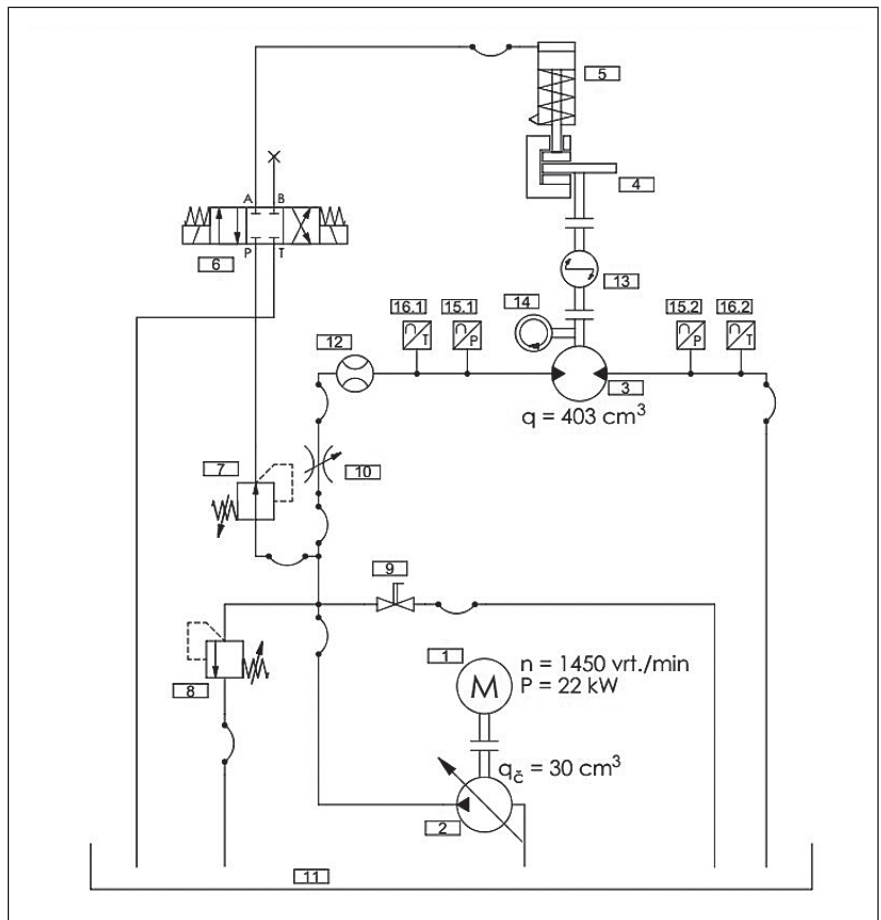 5
4
A B
P T
6
13
14
16.1 15.1
15.2 16.2
T P
P T
12
3
q = 403 cm³
7
10
9
1
n = 1450 vrt./min
P = 22 kW
M
8
qč = 30 cm³
2
11